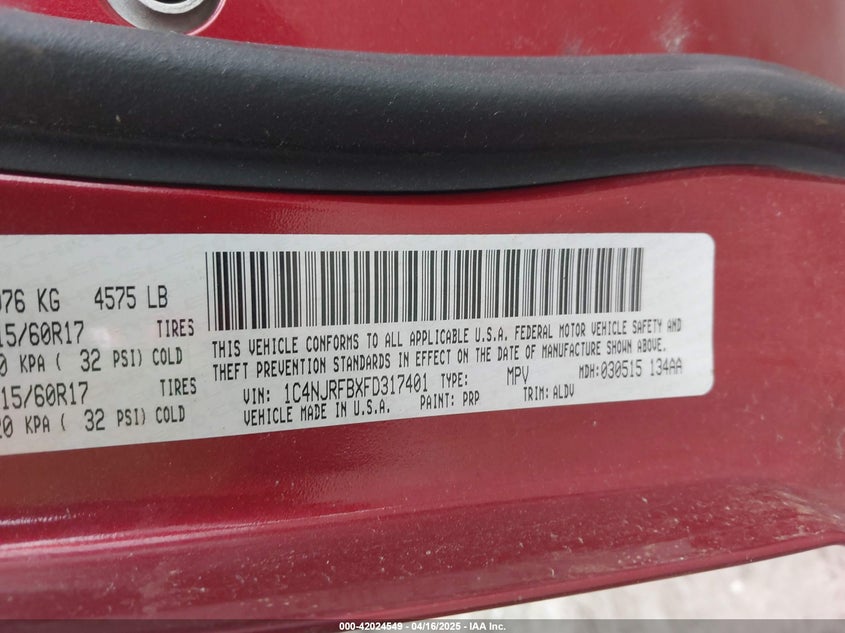 076 KG 4575 LB
15/60R17 TIRES
0 KPA ( 32 PSI) COLD
15/60R17 TIRES
20 KPA ( 32 PSI) COLD
THIS VEHICLE CONFORMS TO ALL APPLICABLE U.S.A. FEDERAL MOTOR VEHICLE SAFETY AND
THEFT PREVENTION STANDARDS IN EFFECT ON THE DATE OF MANUFACTURE SHOWN ABOVE.
VIN: 1C4NJRFBXFD317401 TYPE: MPV MDH:030515 134AA
VEHICLE MADE IN U.S.A. PAINT: PRP TRIM: ALDV
000-42024549 - 04/16/2025 - IAA Inc.